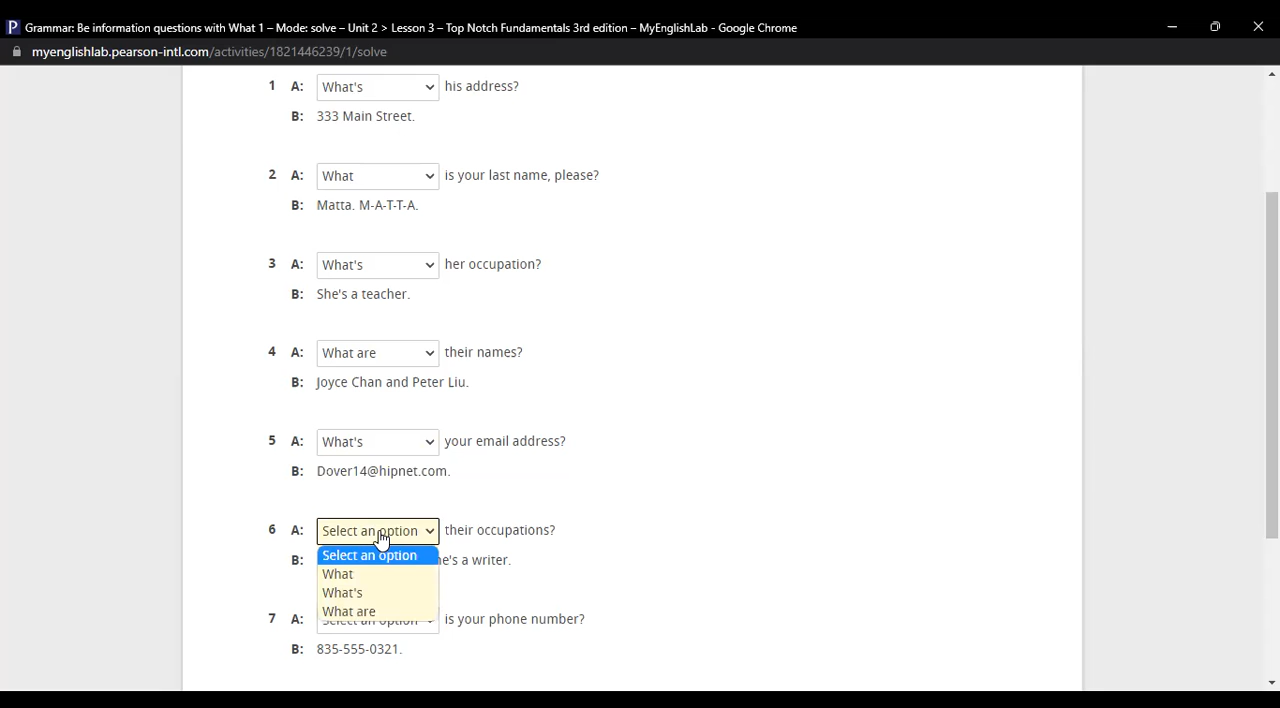 Grammar: Be information questions with What 1 – Mode: solve – Unit 2 > Lesson 3 – Top Notch Fundamentals 3rd edition – MyEnglishLab - Google Chrome
myenglishlab.pearson-intl.com/activities/1821446239/1/solve
1 A: What's his address?
B: 333 Main Street.
2 A: What is your last name, please?
B: Matta. M-A-T-T-A.
3 A: What's her occupation?
B: She's a teacher.
4 A: What are their names?
B: Joyce Chan and Peter Liu.
5 A: What's your email address?
B: Dover14@hipnet.com.
6 A: Select an option their occupations?
Select an option
B: a writer.
What
What's
What are
7 A: Select an option is your phone number?
B: 835-555-0321.